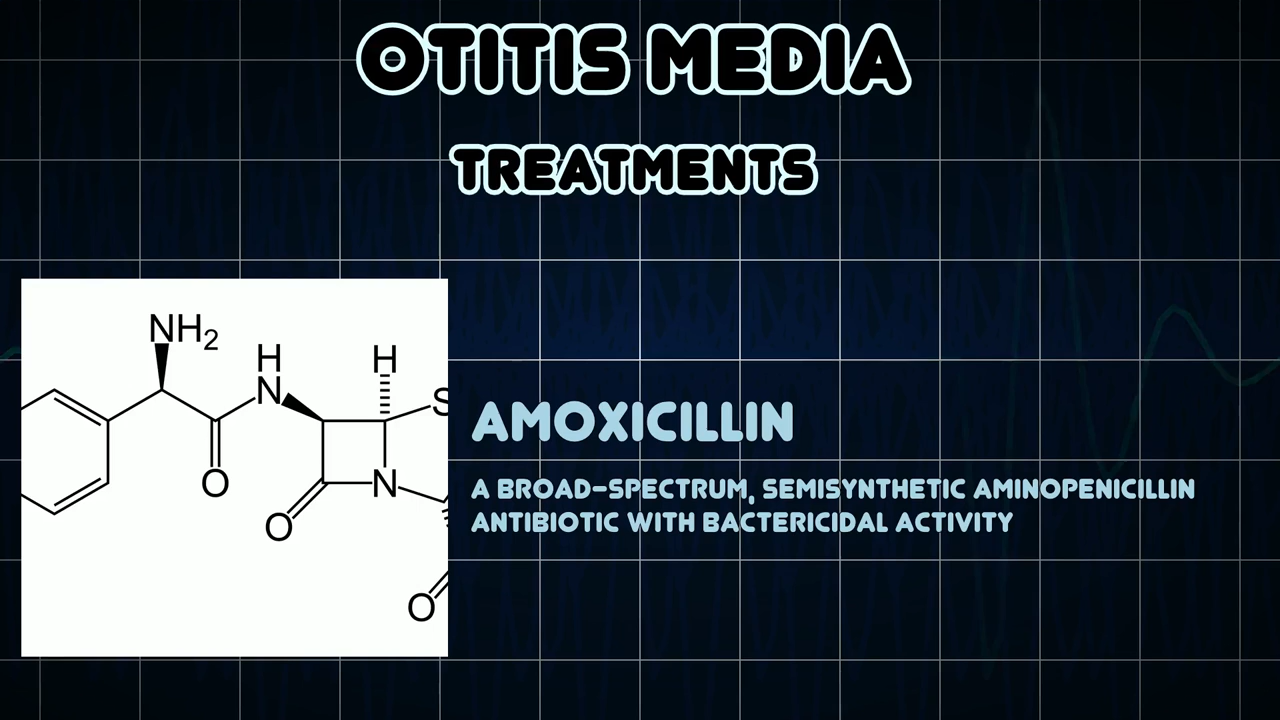 OTITIS MEDIA
TREATMENTS
NH2
H
H
N
S
O
N
O
O
AMOXICILLIN
A BROAD-SPECTRUM, SEMISYNTHETIC AMINOPENICILLIN
ANTIBIOTIC WITH BACTERICIDAL ACTIVITY